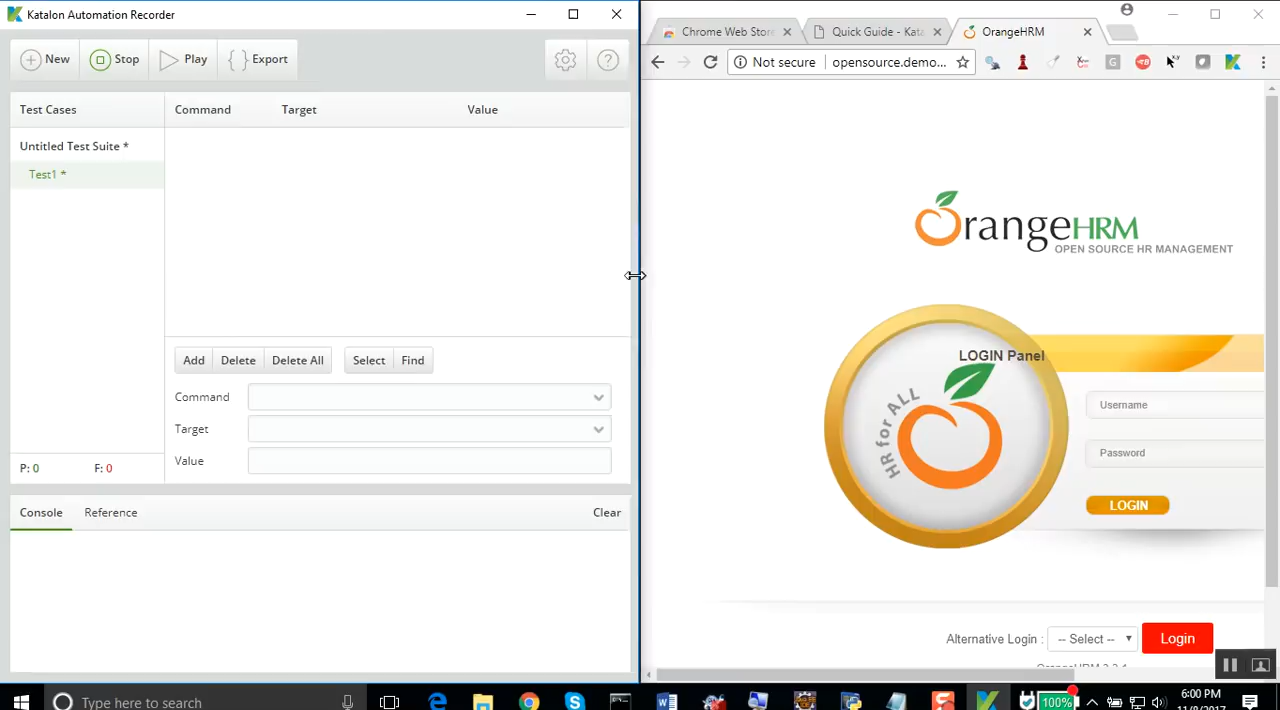 Katalon Automation Recorder
New Stop Play Export
Test Cases Command Target Value
Untitled Test Suite *
Test1 *
Add Delete Delete All Select Find
Command
Target
Value
P: 0 F: 0
Console Reference Clear
Chrome Web Store
Quick Guide - Kata
OrangeHRM
Not secure opensource.demo...
OrangeHRM
OPEN SOURCE HR MANAGEMENT
LOGIN Panel
HR for ALL
Username
Password
LOGIN
Alternative Login : -- Select -- Login
Type here to search
100%
6:00 PM